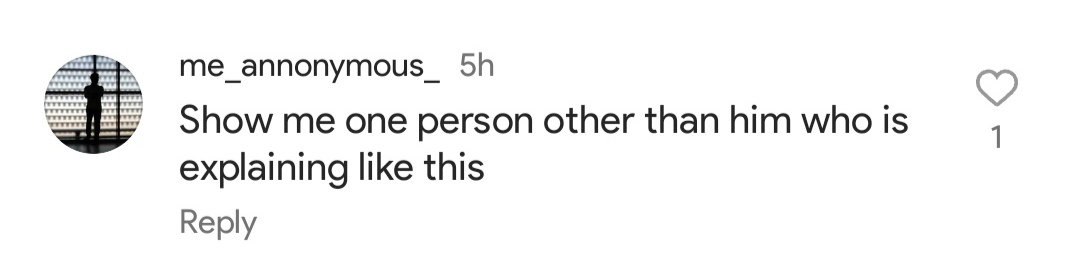 me_annonymous_ 5h
Show me one person other than him who is
explaining like this
1
Reply